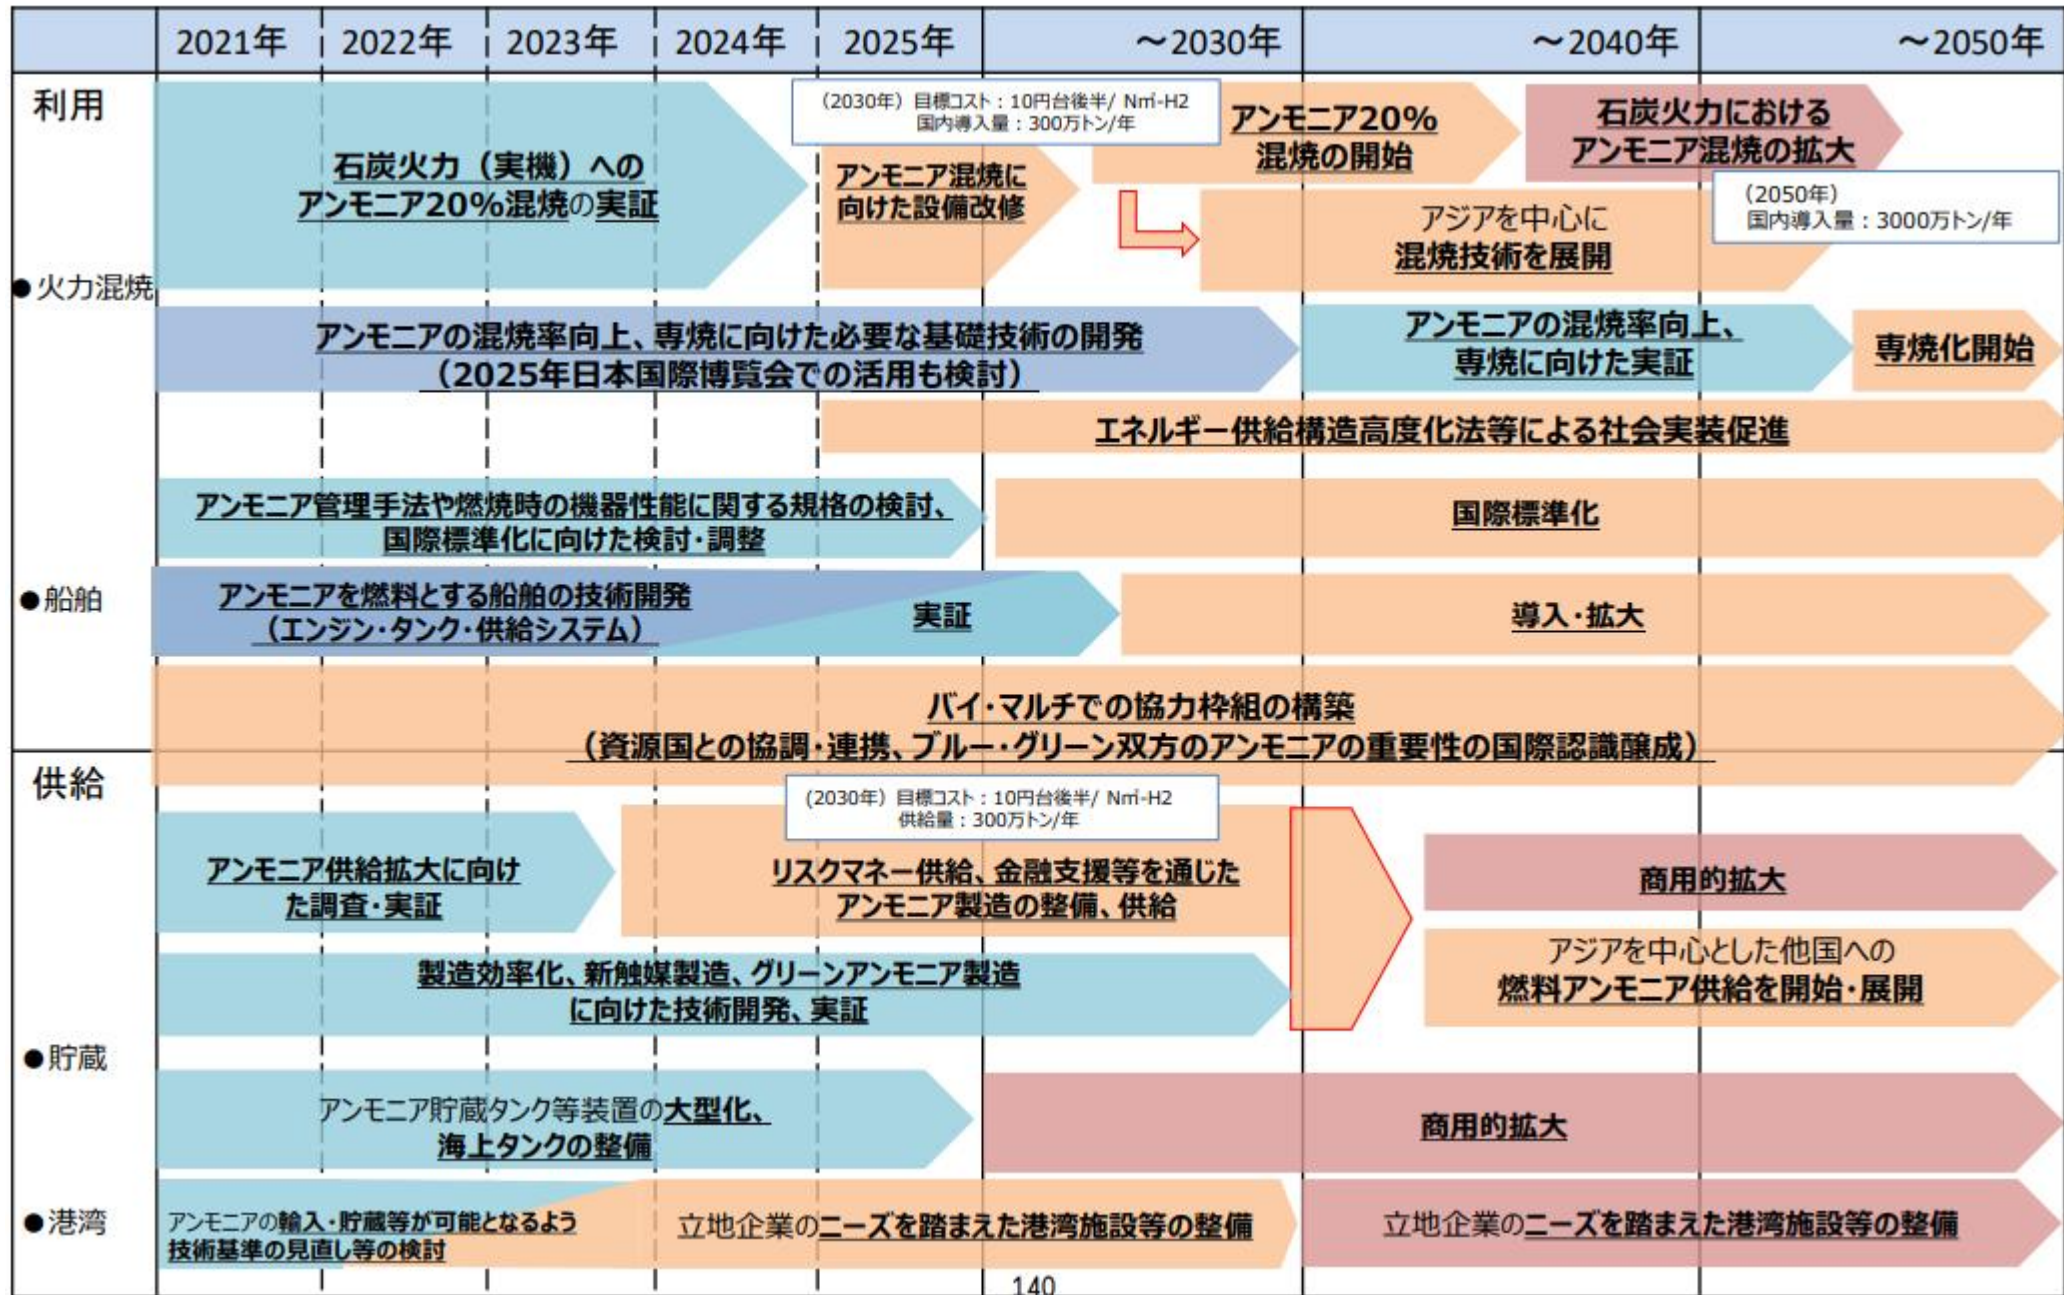 2021年 2022年 2023年 2024年 2025年 ～2030年 ～2040年 ～2050年
利用
（2030年）目標コスト：10円台後半/ Nm³-H2
国内導入量：300万トン/年
石炭火力（実機）への
アンモニア20%混焼の実証
アンモニア混焼に
向けた設備改修
アンモニア20%
混焼の開始
石炭火力における
アンモニア混焼の拡大
（2050年）
国内導入量：3000万トン/年
アジアを中心に
混焼技術を展開
●火力混焼
アンモニアの混焼率向上、専焼に向けた必要な基礎技術の開発
（2025年日本国際博覧会での活用も検討）
アンモニアの混焼率向上、
専焼に向けた実証
専焼化開始
エネルギー供給構造高度化法等による社会実装促進
アンモニア管理手法や燃焼時の機器性能に関する規格の検討、
国際標準化に向けた検討・調整
国際標準化
●船舶
アンモニアを燃料とする船舶の技術開発
（エンジン・タンク・供給システム）
実証
導入・拡大
バイ・マルチでの協力枠組の構築
（資源国との協調・連携、ブルー・グリーン双方のアンモニアの重要性の国際認識醸成）
供給
（2030年）目標コスト：10円台後半/ Nm³-H2
供給量：300万トン/年
アンモニア供給拡大に向け
た調査・実証
リスクマネー供給、金融支援等を通じた
アンモニア製造の整備、供給
商用的拡大
アジアを中心とした他国への
燃料アンモニア供給を開始・展開
製造効率化、新触媒製造、グリーンアンモニア製造
に向けた技術開発、実証
●貯蔵
アンモニア貯蔵タンク等装置の大型化、
海上タンクの整備
商用的拡大
●港湾
アンモニアの輸入・貯蔵等が可能となるよう
技術基準の見直し等の検討
立地企業のニーズを踏まえた港湾施設等の整備
立地企業のニーズを踏まえた港湾施設等の整備
140